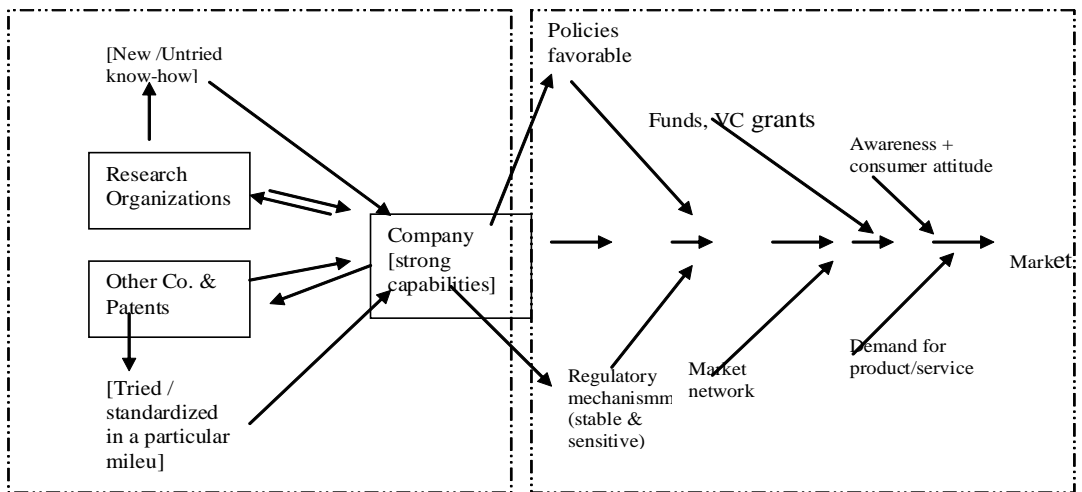 [New /Untried
know-how]
Research
Organizations
Other Co. &
Patents
[Tried /
standardized
in a particular
mileu]
Company
[strong
capabilities]
Policies
favorable
Funds, VC grants
Awareness +
consumer attitude
Market
Regulatory
mechanismm
(stable &
sensitive)
Market
network
Demand for
product/service